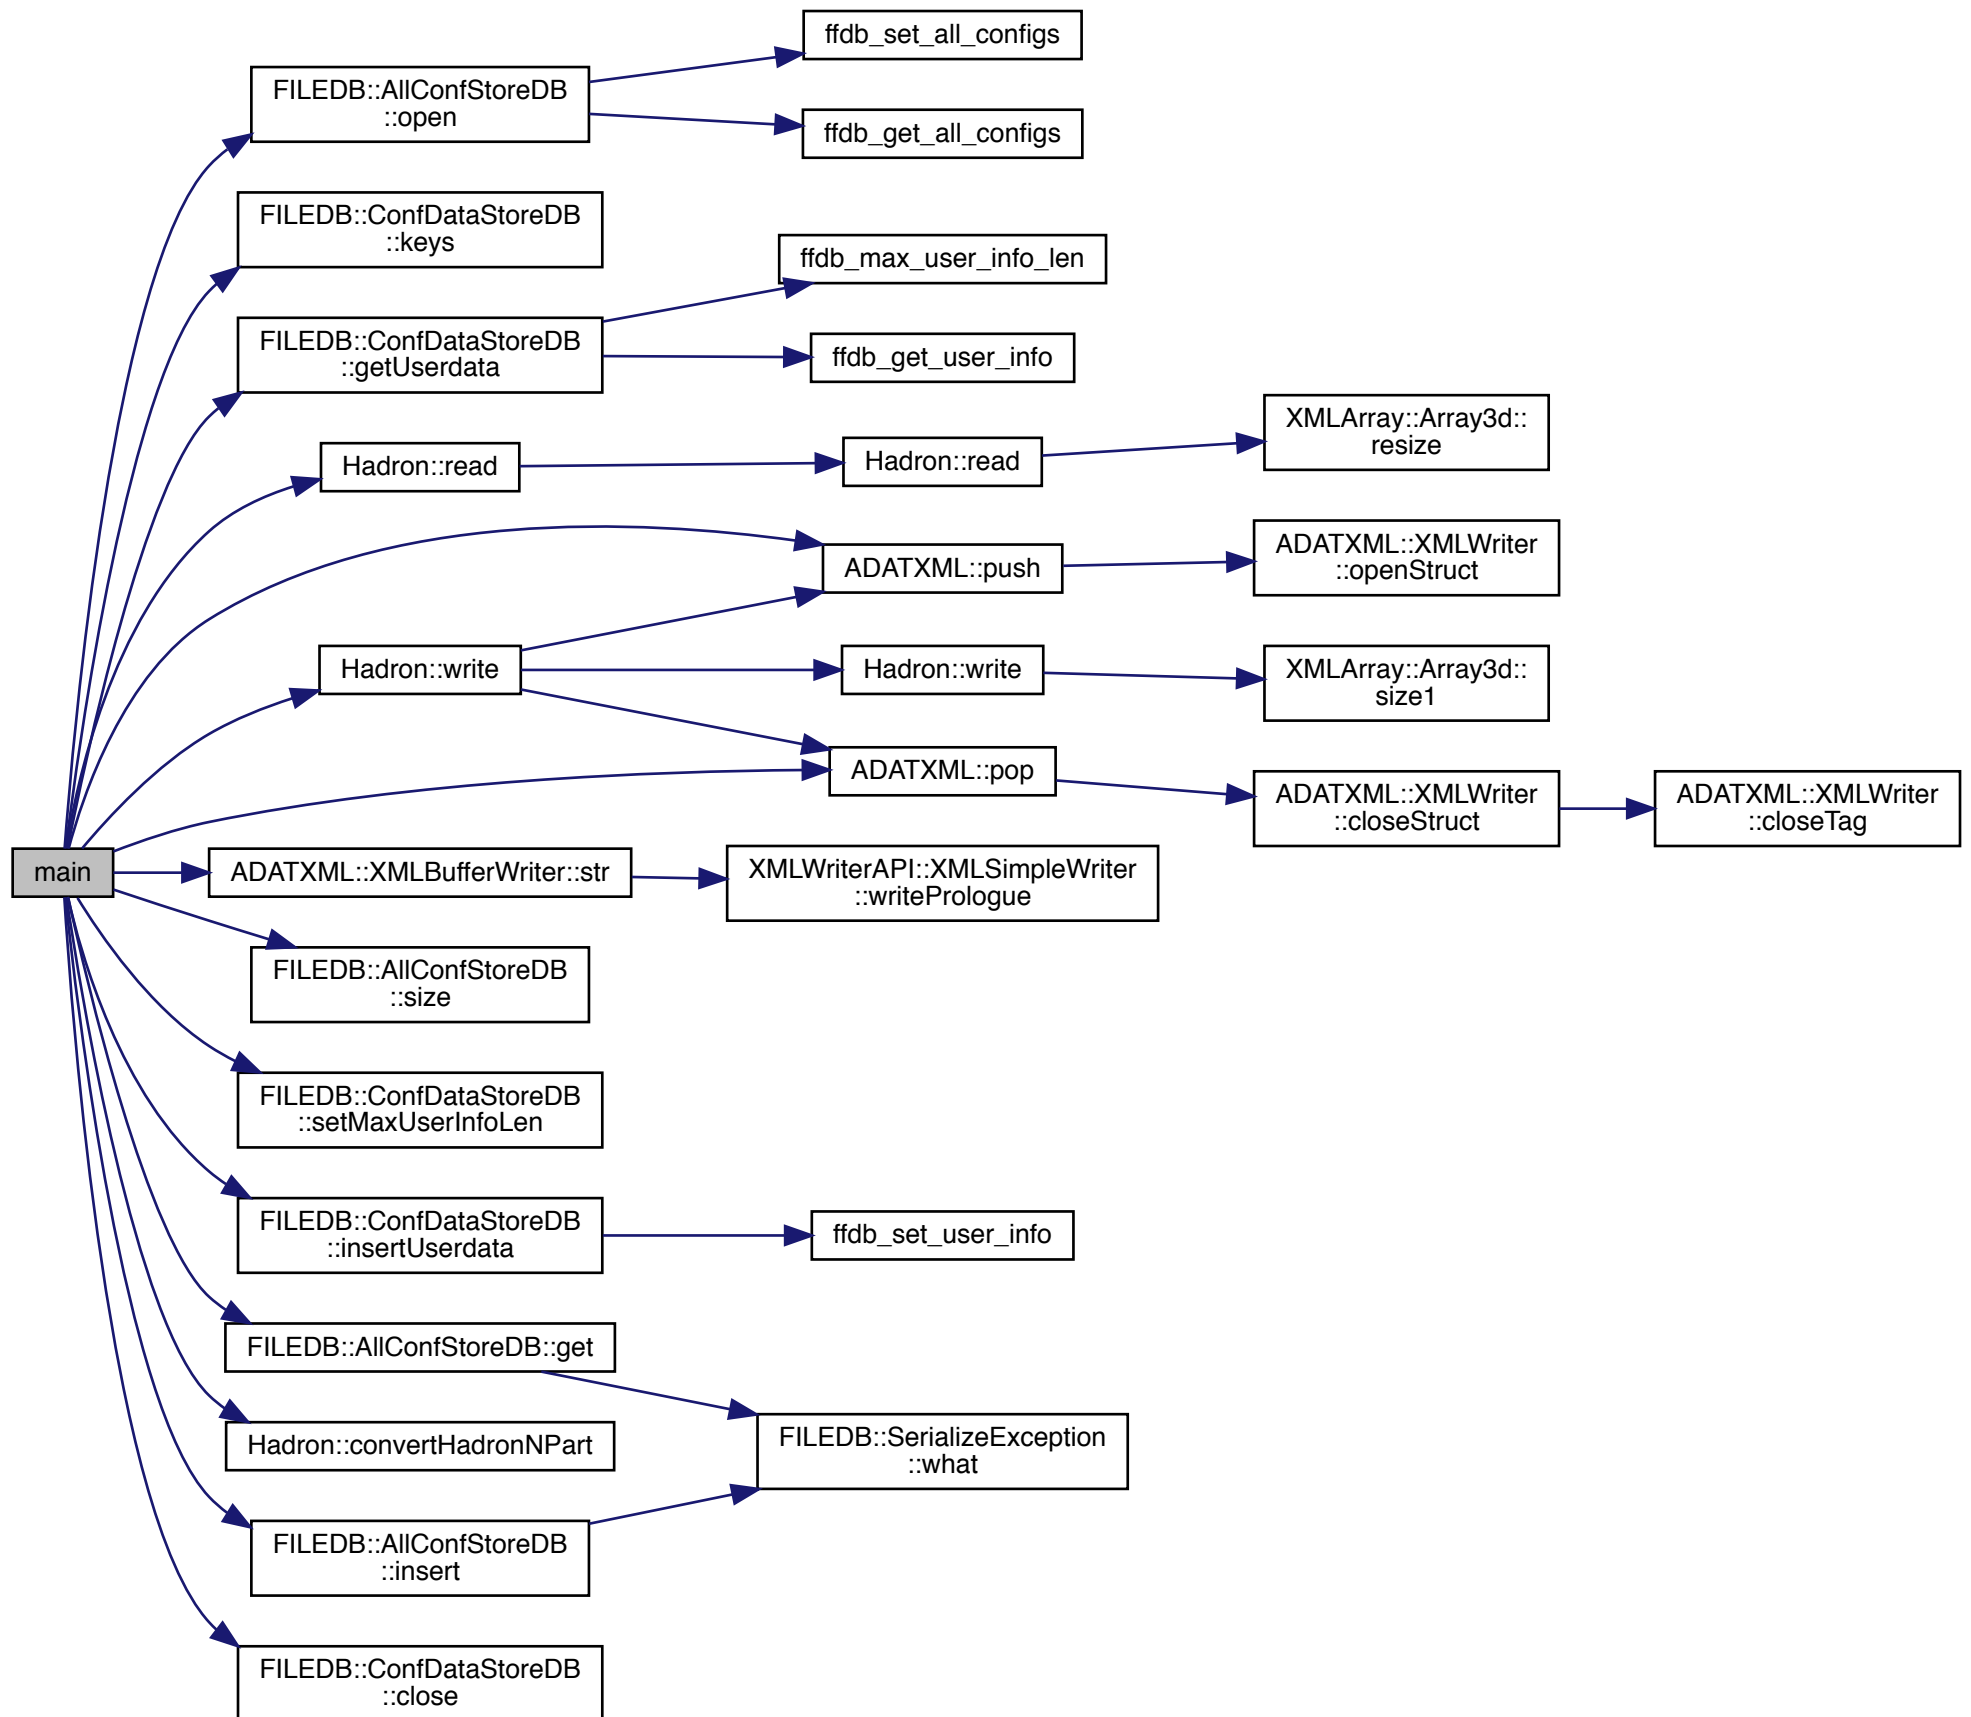 ffdb_set_all_configs
FILEDB::AllConfStoreDB
::open
ffdb_get_all_configs
FILEDB::ConfDataStoreDB
::keys
ffdb_max_user_info_len
FILEDB::ConfDataStoreDB
::getUserdata
ffdb_get_user_info
XMLArray::Array3d::
resize
Hadron::read
Hadron::read
ADATXML::push
ADATXML::XMLWriter
::openStruct
Hadron::write
Hadron::write
XMLArray::Array3d::
size1
ADATXML::pop
ADATXML::XMLWriter
::closeStruct
ADATXML::XMLWriter
::closeTag
main
ADATXML::XMLBufferWriter::str
XMLWriterAPI::XMLSimpleWriter
::writePrologue
FILEDB::AllConfStoreDB
::size
FILEDB::ConfDataStoreDB
::setMaxUserInfoLen
FILEDB::ConfDataStoreDB
::insertUserdata
ffdb_set_user_info
FILEDB::AllConfStoreDB::get
Hadron::convertHadronNPart
FILEDB::SerializeException
::what
FILEDB::AllConfStoreDB
::insert
FILEDB::ConfDataStoreDB
::close